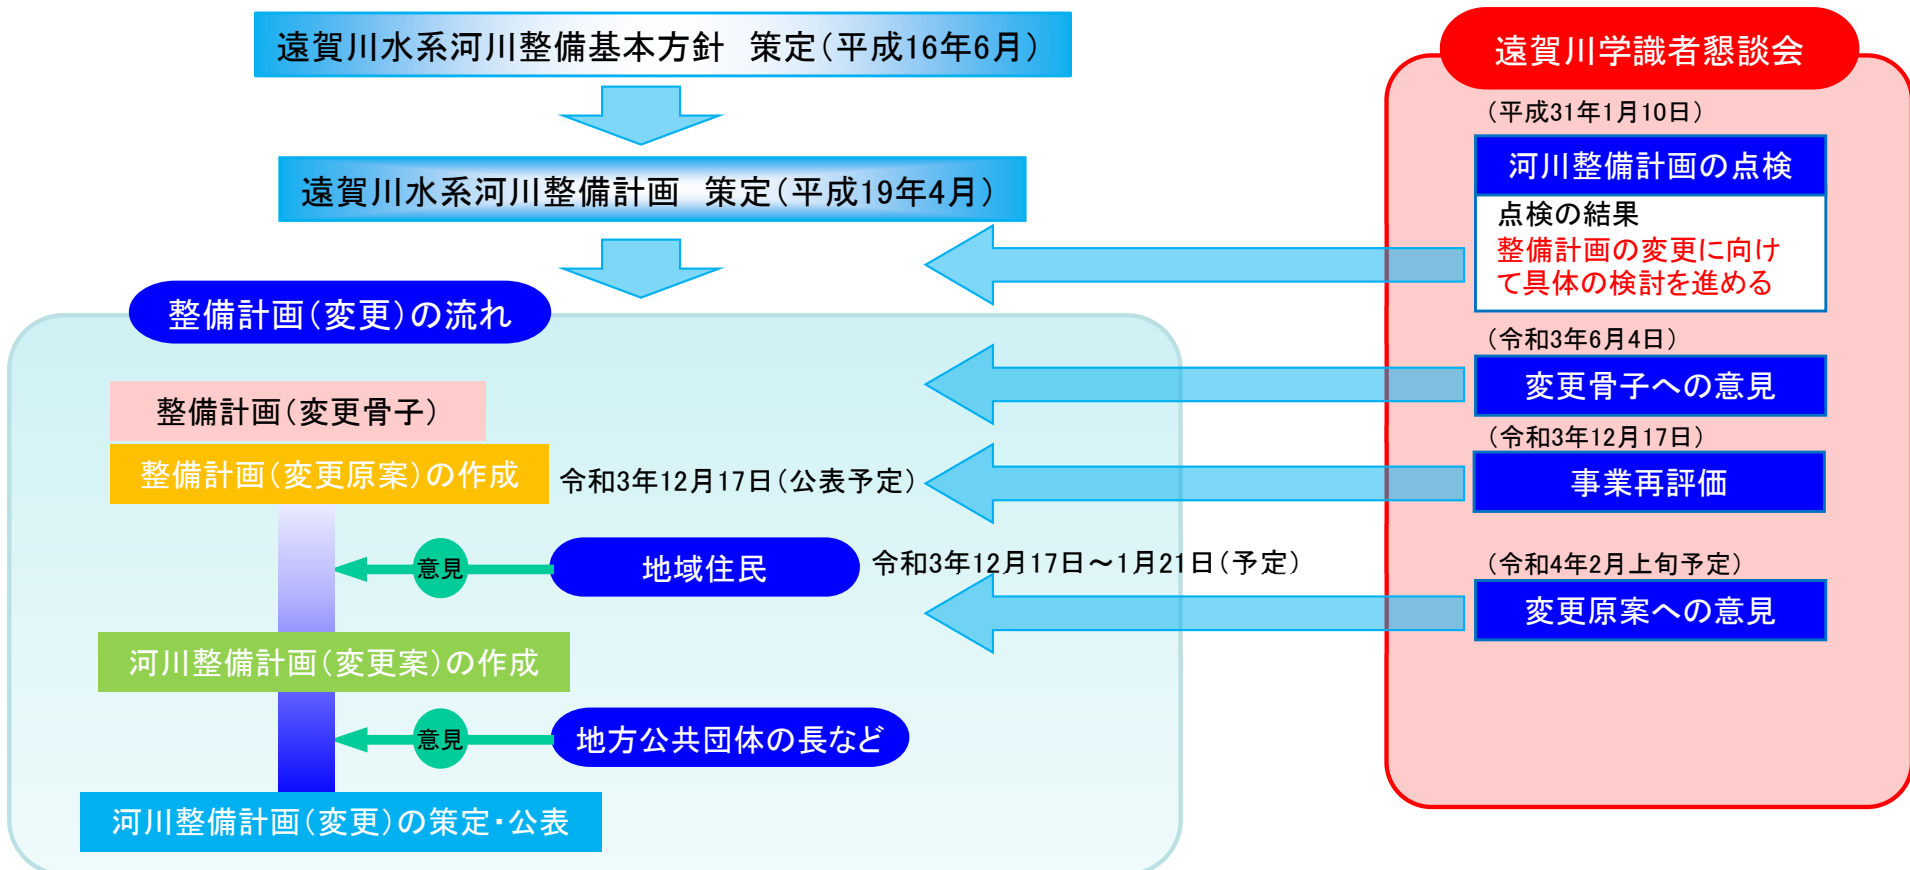 遠賀川水系河川整備基本方針　策定(平成16年6月)
遠賀川水系河川整備計画　策定(平成19年4月)
整備計画(変更)の流れ
整備計画(変更骨子)
整備計画(変更原案)の作成
令和3年12月17日(公表予定)
意見
地域住民
令和3年12月17日～1月21日(予定)
河川整備計画(変更案)の作成
意見
地方公共団体の長など
河川整備計画(変更)の策定・公表
遠賀川学識者懇談会
(平成31年1月10日)
河川整備計画の点検
点検の結果
整備計画の変更に向け
て具体の検討を進める
(令和3年6月4日)
変更骨子への意見
(令和3年12月17日)
事業再評価
(令和4年2月上旬予定)
変更原案への意見